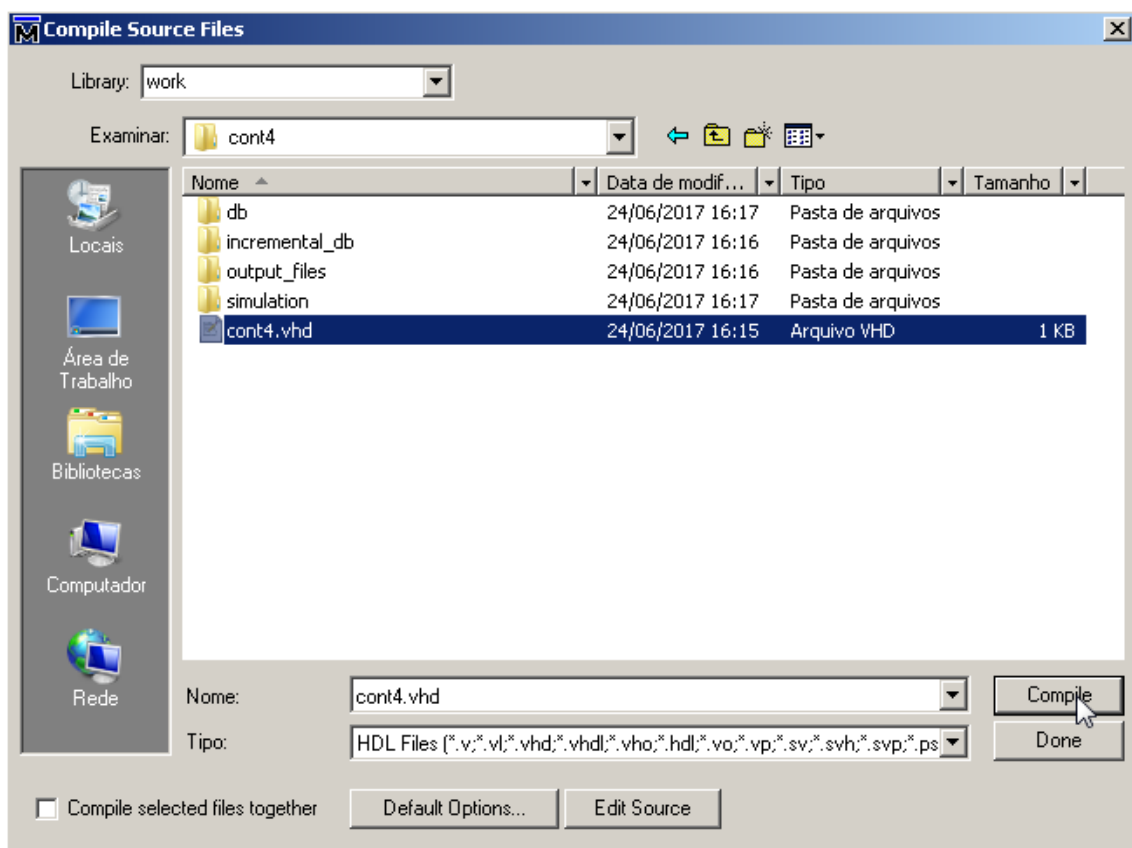 Compile Source Files
Library: work
Examinar: cont4
Nome Data de modif... Tipo Tamanho
db 24/06/2017 16:17 Pasta de arquivos
incremental_db 24/06/2017 16:16 Pasta de arquivos
output_files 24/06/2017 16:16 Pasta de arquivos
simulation 24/06/2017 16:17 Pasta de arquivos
cont4.vhd 24/06/2017 16:15 Arquivo VHD 1 KB
Locais
Área de
Trabalho
Bibliotecas
Computador
Rede
Nome: cont4.vhd Compile
Tipo: HDL Files (*.v;*.vl;*.vhd;*.vhdl;*.vho;*.hdl;*.vo;*.vp;*.sv;*.svh;*.svp;*.ps Done
Compile selected files together Default Options... Edit Source